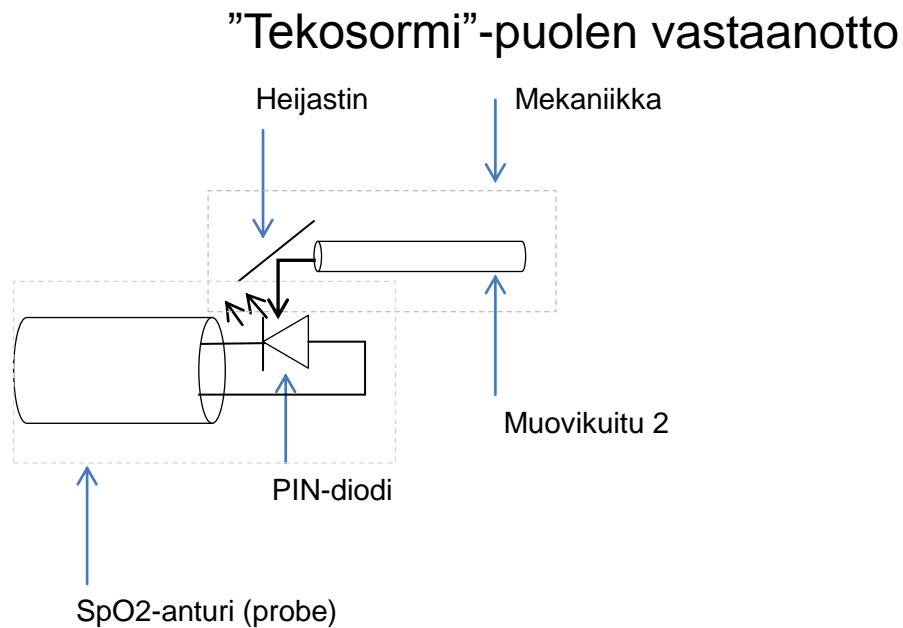 ”Tekosormi”-puolen vastaanotto
Heijastin
Mekaniikka
Muovikuitu 2
PIN-diodi
SpO2-anturi (probe)